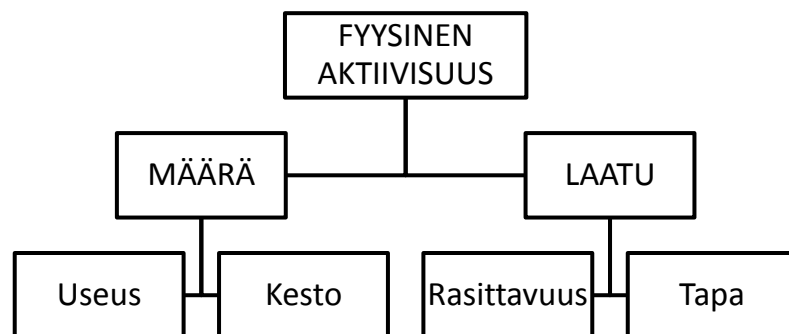 FYYSINEN
AKTIIVISUUS
MÄÄRÄ
LAATU
Useus
Kesto
Rasittavuus
Tapa